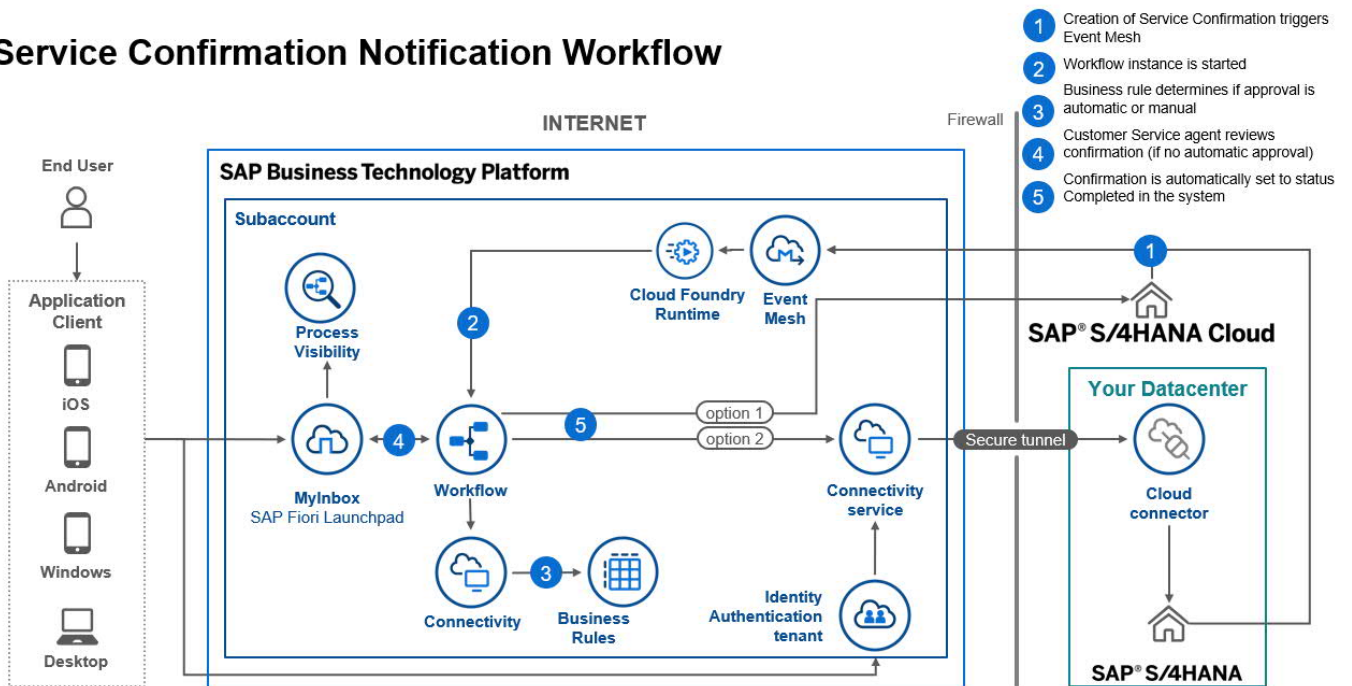 Service Confirmation Notification Workflow
1 Creation of Service Confirmation triggers
Event Mesh
2 Workflow instance is started
3 Business rule determines if approval is
automatic or manual
4 Customer Service agent reviews
confirmation (if no automatic approval)
5 Confirmation is automatically set to status
Completed in the system
INTERNET
Firewall
End User
Application
Client
iOS
Android
Windows
Desktop
SAP Business Technology Platform
Subaccount
Process
Visibility
MyInbox
SAP Fiori Launchpad
4
2
Workflow
Cloud Foundry
Runtime
Event
Mesh
5
option 1
option 2
Connectivity
3
Business
Rules
Connectivity
service
Identity
Authentication
tenant
Secure tunnel
1
SAP® S/4HANA Cloud
Your Datacenter
Cloud
connector
SAP® S/4HANA